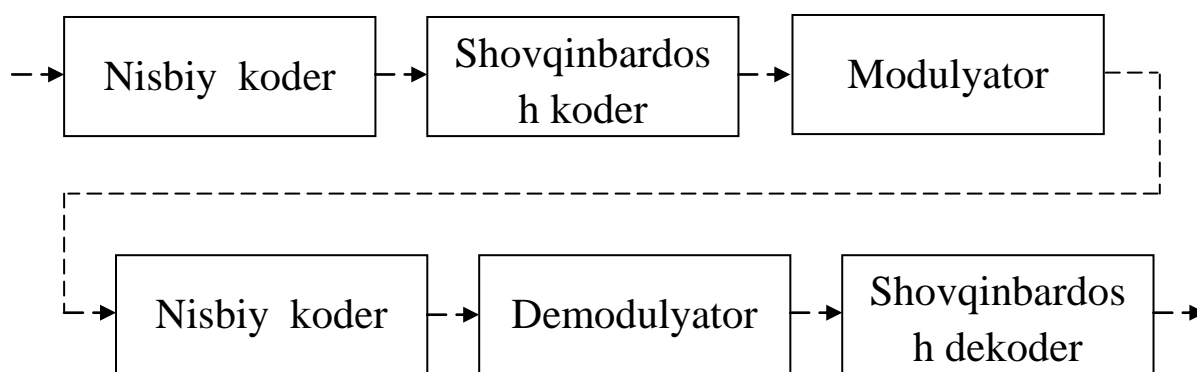 Nisbiy koder
Shovqinbardos
h koder
Modulyator
Nisbiy koder
Demodulyator
Shovqinbardos
h dekoder